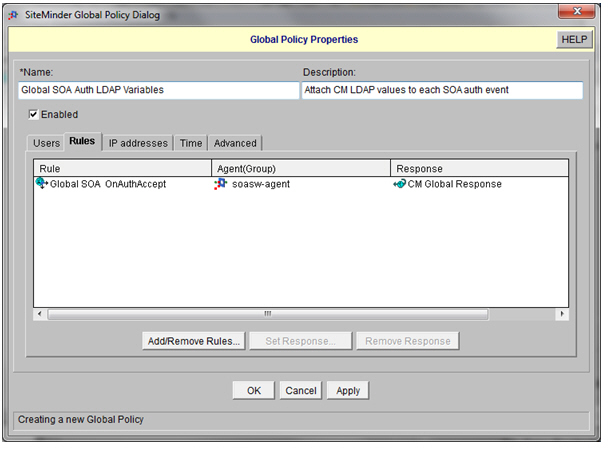 SiteMinder Global Policy Dialog
Global Policy Properties HELP
*Name: Description:
Global SOA Auth LDAP Variables Attach CM LDAP values to each SOA auth event
Enabled
Users Rules IP addresses Time Advanced
Rule Agent(Group) Response
Global SOA OnAuthAccept soasw-agent CM Global Response
Add/Remove Rules... Set Response... Remove Response
OK Cancel Apply
Creating a new Global Policy